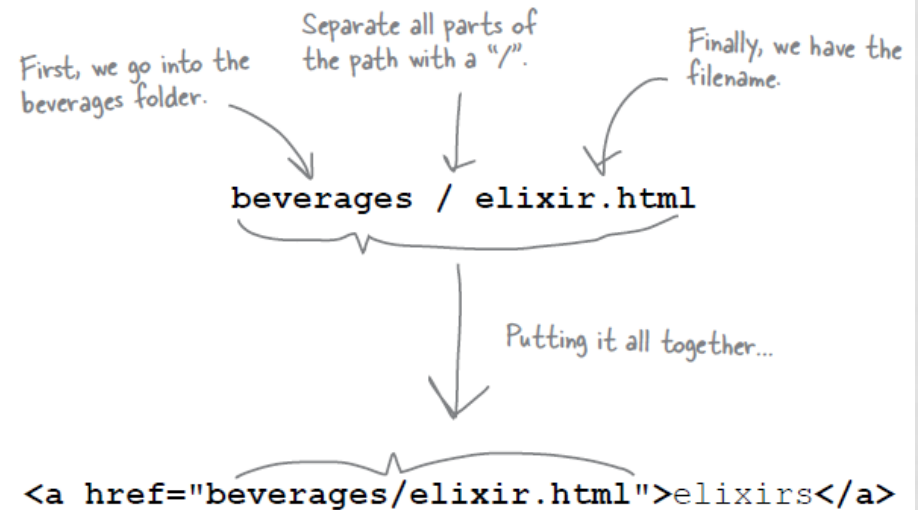 First, we go into the
beverages folder.
Separate all parts of
the path with a “/”.
Finally, we have the
filename.
beverages / elixir.html
Putting it all together...
<a href="beverages/elixir.html">elixirs</a>